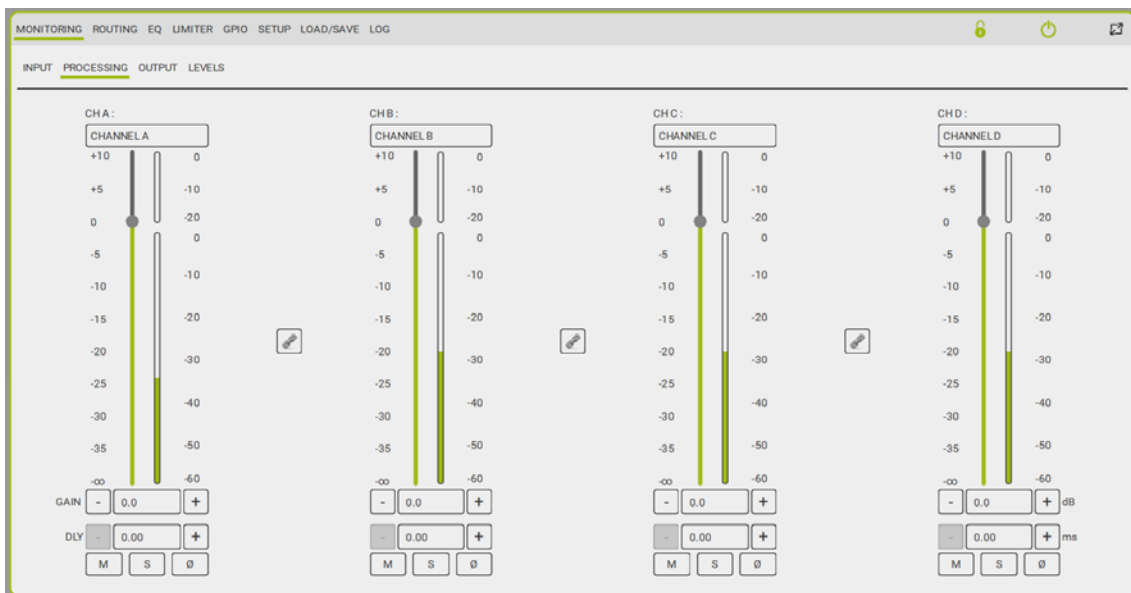 MONITORING ROUTING EQ LIMITER GPIO SETUP LOAD/SAVE LOG
INPUT PROCESSING OUTPUT LEVELS
CH A: CH B: CH C: CH D:
CHANNEL A CHANNEL B CHANNEL C CHANNEL D
+10 0 +10 0 +10 0 +10 0
+5 -10 +5 -10 +5 -10 +5 -10
0 -20 0 -20 0 -20 0 -20
0 0 0 0
-5 -5 -5 -5
-10 -10 -10 -10 -10 -10 -10 -10
-15 -20 -15 -20 -15 -20 -15 -20
-20 -30 -20 -30 -20 -30 -20 -30
-25 -25 -25 -25
-40 -40 -40 -40
-30 -30 -30 -30
-35 -50 -35 -50 -35 -50 -35 -50
-∞ -60 -∞ -60 -∞ -60 -∞ -60
GAIN - 0.0 + - 0.0 + - 0.0 + - 0.0 + dB
DLY - 0.00 + - 0.00 + - 0.00 + - 0.00 + ms
M S Ø M S Ø M S Ø M S Ø